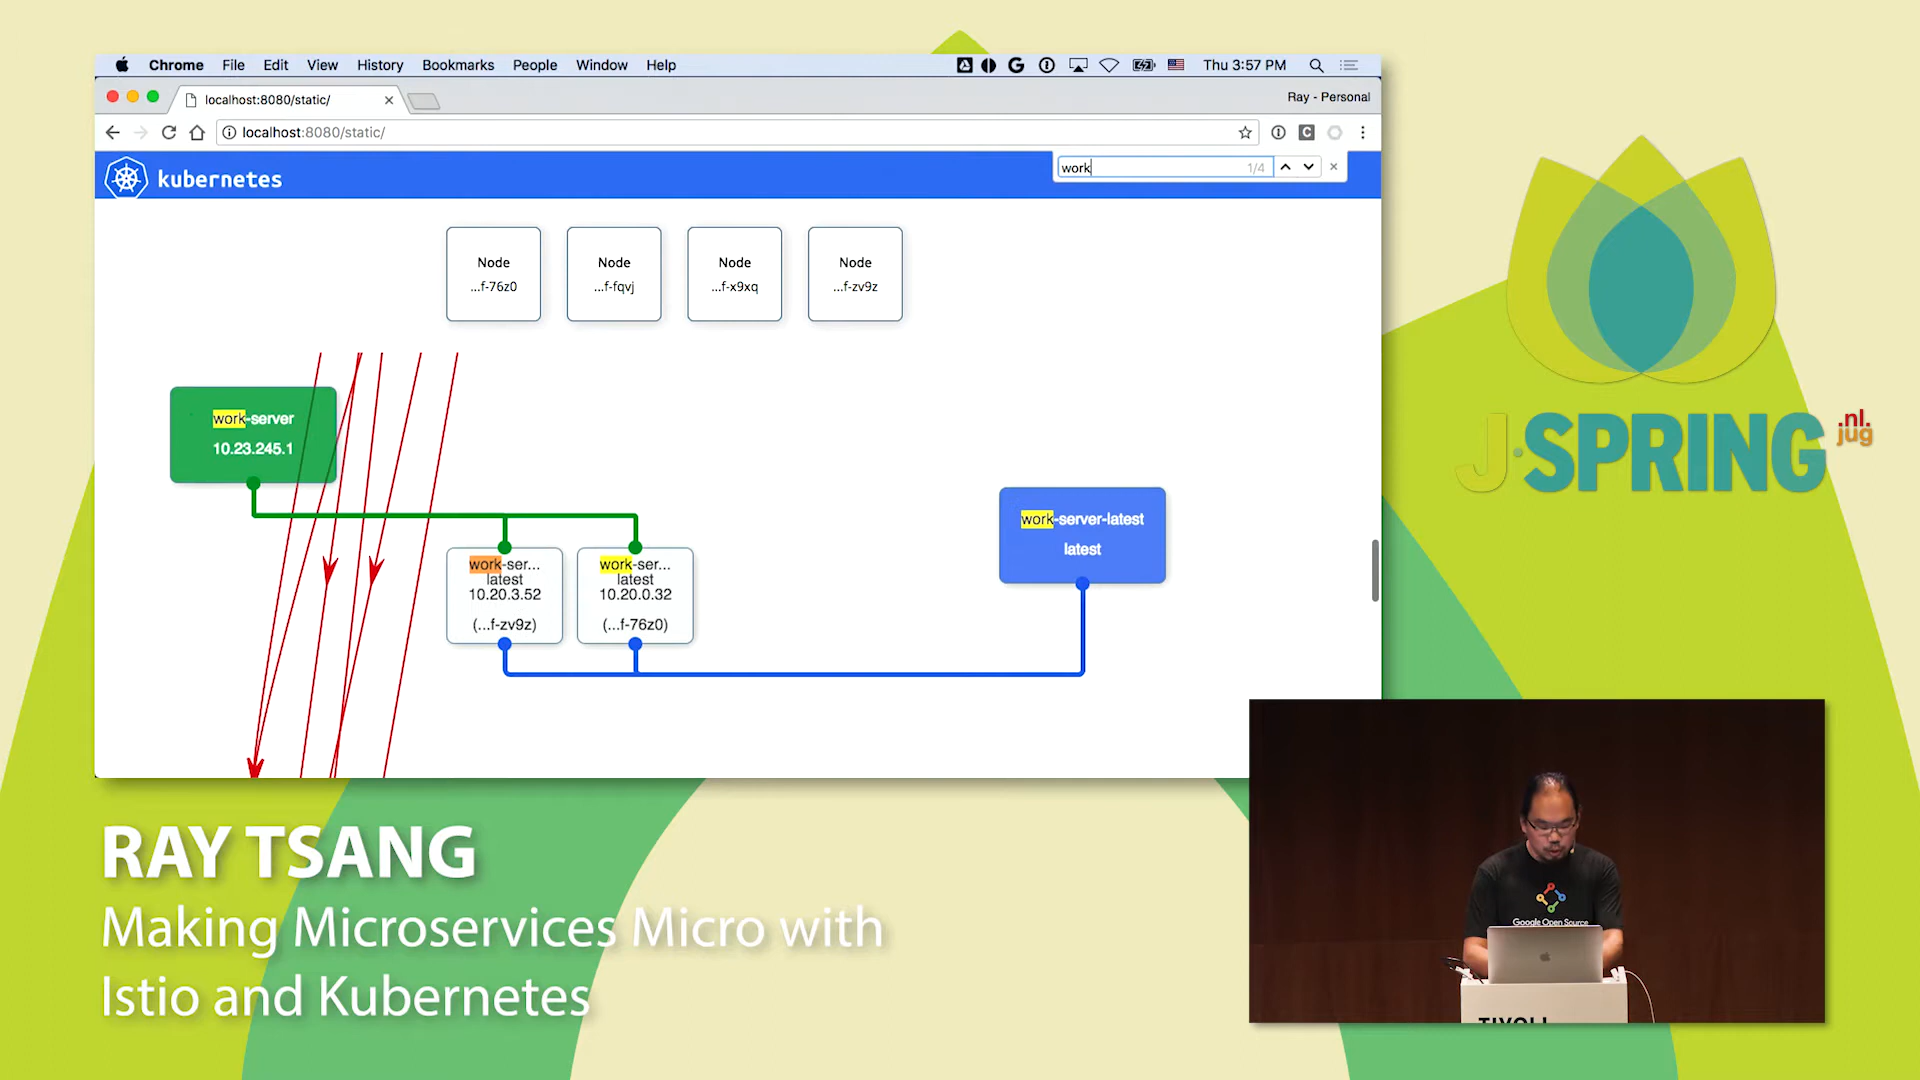 Chrome File Edit View History Bookmarks People Window Help
Thu 3:57 PM
localhost:8080/static/
Ray - Personal
localhost:8080/static/
kubernetes
work
1/4
Node
...f-76z0
Node
...f-fqvj
Node
...f-x9xq
Node
...f-zv9z
work-server
10.23.245.1
work-ser...
latest
10.20.3.52
(...f-zv9z)
work-ser...
latest
10.20.0.32
(...f-76z0)
work-server-latest
latest
J·SPRING
.nl.
jug
Google Open Source
TIVOLI
RAY TSANG
Making Microservices Micro with
Istio and Kubernetes